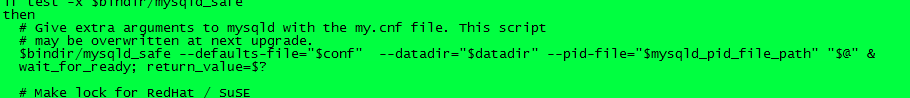 if test -x $bindir/mysqld_safe
then
# Give extra arguments to mysqld with the my.cnf file. This script
# may be overwritten at next upgrade.
$bindir/mysqld_safe --defaults-file="$conf"  --datadir="$datadir" --pid-file="$mysqld_pid_file_path" "$@" &
wait_for_ready; return_value=$?
# Make lock for RedHat / SuSE